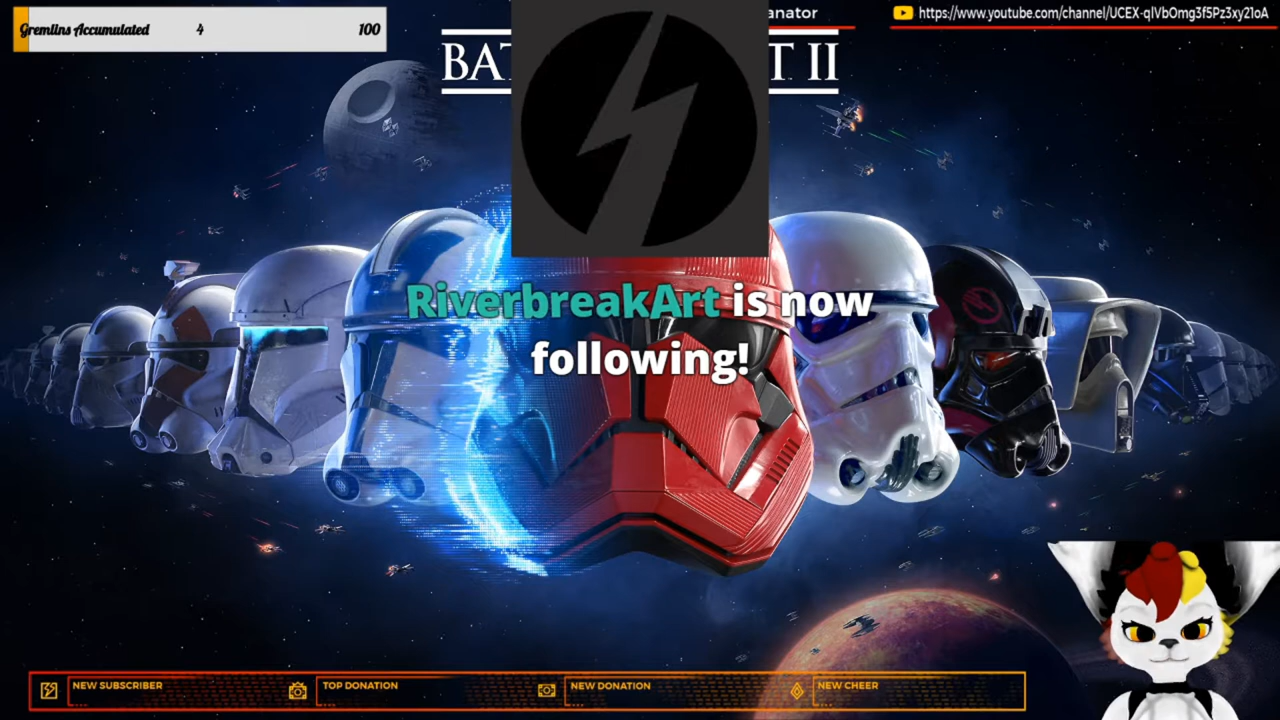 Gremlins Accumulated 4 100
anator
https://www.youtube.com/channel/UCEX-qlVbOmg3f5Pz3xy21oA
BAT T II
RiverbreakArt is now
following!
NEW SUBSCRIBER
TOP DONATION
NEW DONATION
NEW CHEER